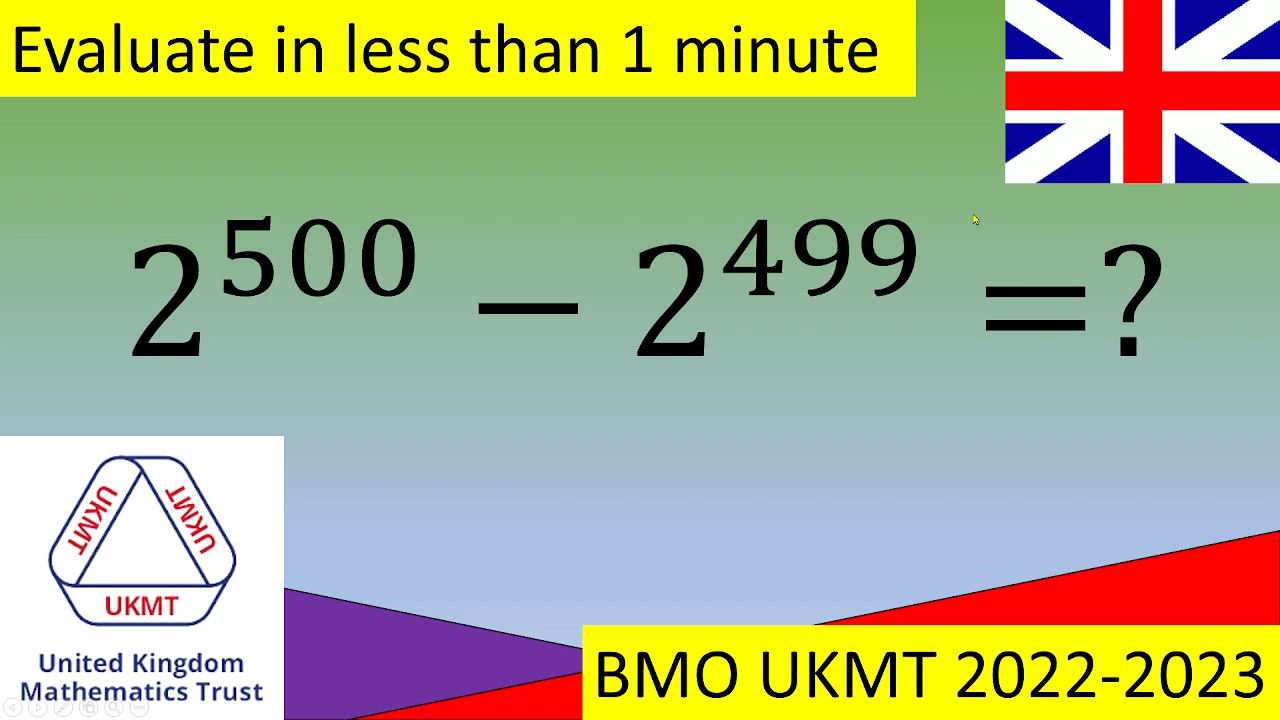 Evaluate in less than 1 minute
2^500 − 2^499 =?
UKMT
UKMT
UKMT
United Kingdom
Mathematics Trust
BMO UKMT 2022-2023